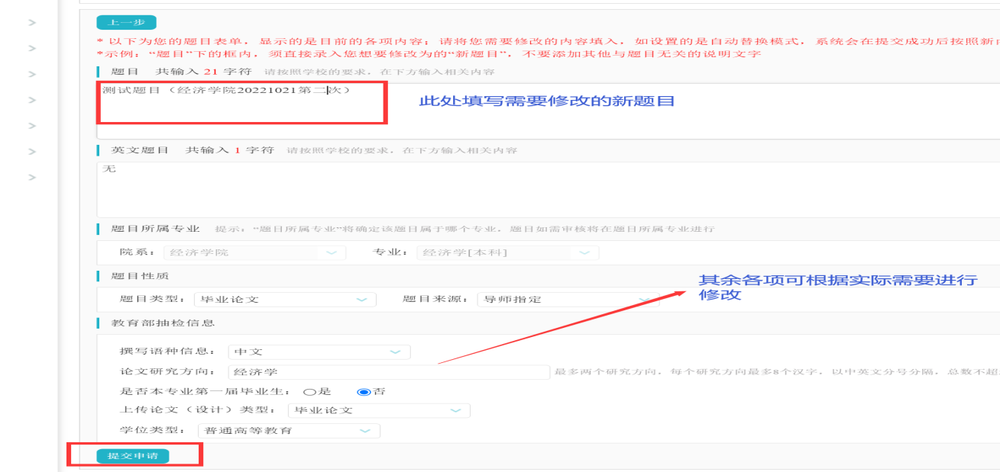 上一步
* 以下为您的题目表单，显示的是目前的各项内容；请将您需要修改的内容填入，如设置的是自动替换模式，系统会在提交成功后按照新
*示例：“题目”下的框内，须直接录入您想要修改为的“新题目”，不要添加其他与题目无关的说明文字
题目 共输入 21 字符 请按照学校的要求，在下方输入相关内容
测试题目（经济学院20221021第二次）
此处填写需要修改的新题目
英文题目 共输入 1 字符 请按照学校的要求，在下方输入相关内容
无
题目所属专业 提示：“题目所属专业”将确定该题目属于哪个专业，题目如需审核将在题目所属专业进行
院系： 经济学院 专业： 经济学[本科]
题目性质
其余各项可根据实际需要进行
修改
题目类型： 毕业论文 题目来源： 导师指定
教育部抽检信息
撰写语种信息： 中文
论文研究方向： 经济学 最多两个研究方向，每个研究方向最多8个汉字，以中英文分号分隔，总数不超
是否本专业第一届毕业生： 是 否
上传论文（设计）类型： 毕业论文
学位类型： 普通高等教育
提交申请